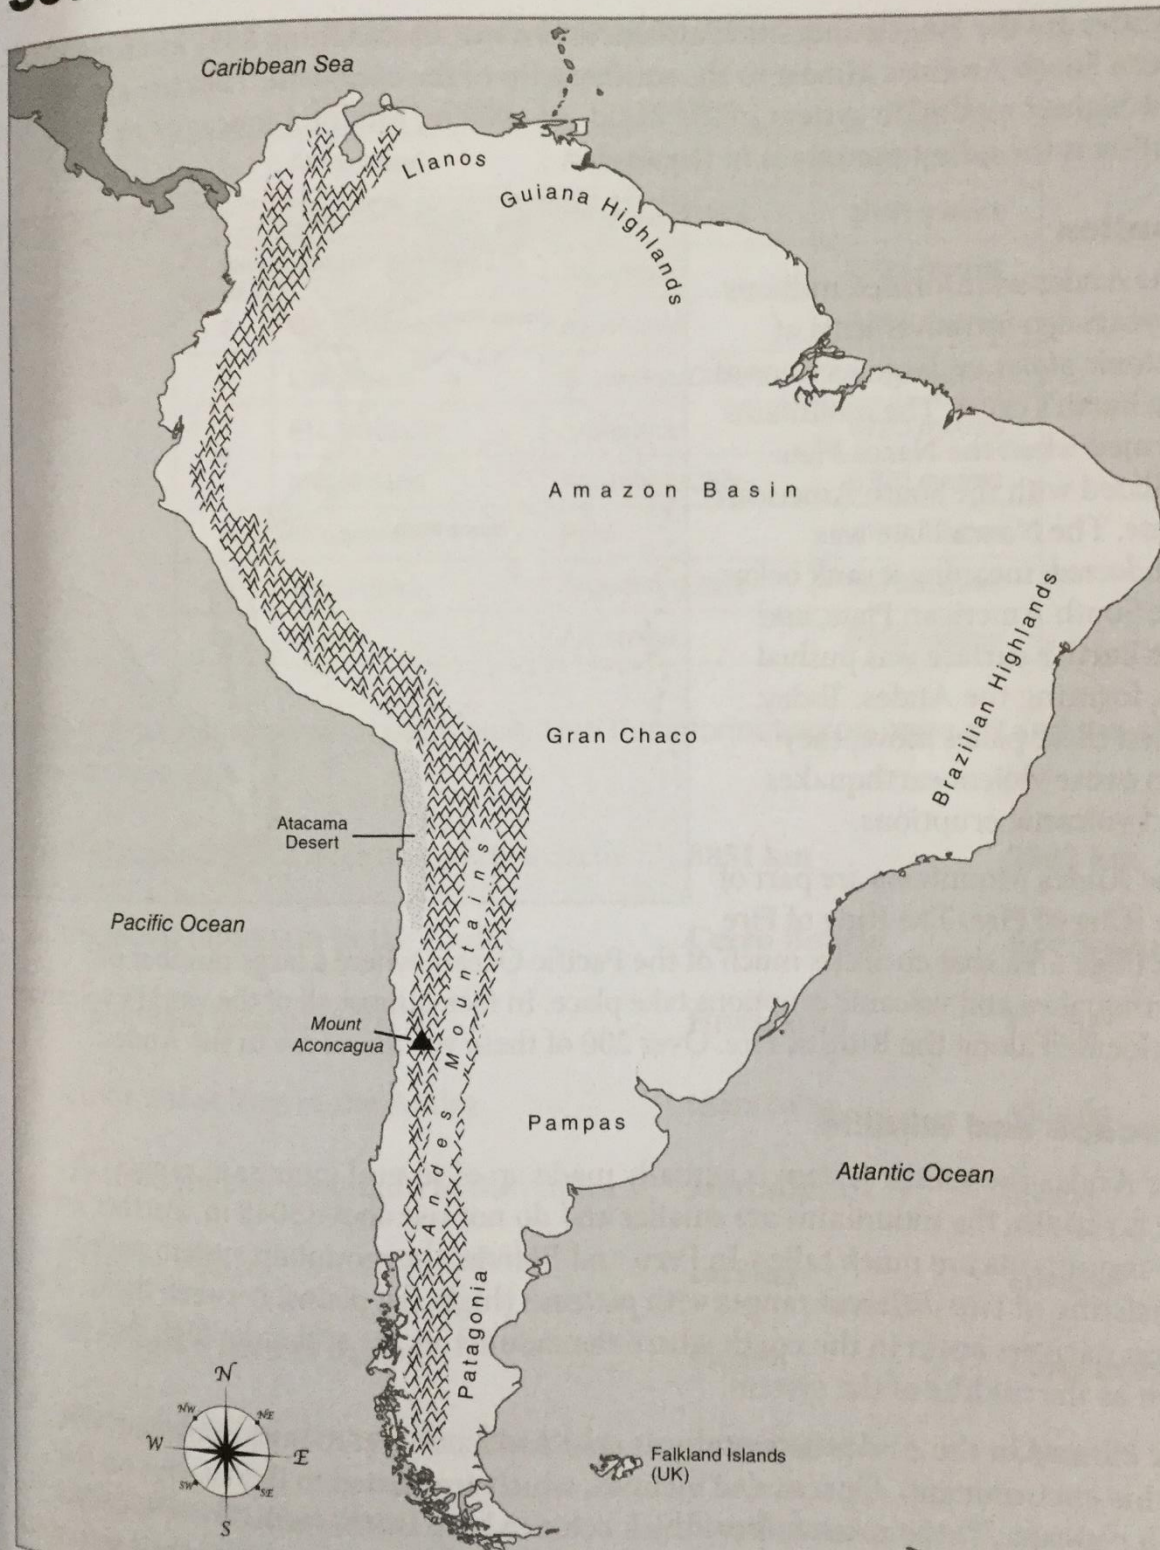 Caribbean Sea
Llanos
Guiana Highlands
Amazon Basin
Brazilian Highlands
Gran Chaco
Atacama
Desert
Pacific Ocean
Andes Mountains
Mount
Aconcagua
Pampas
Atlantic Ocean
Patagonia
N
NW
NE
W
E
SW
SE
S
Falkland Islands
(UK)